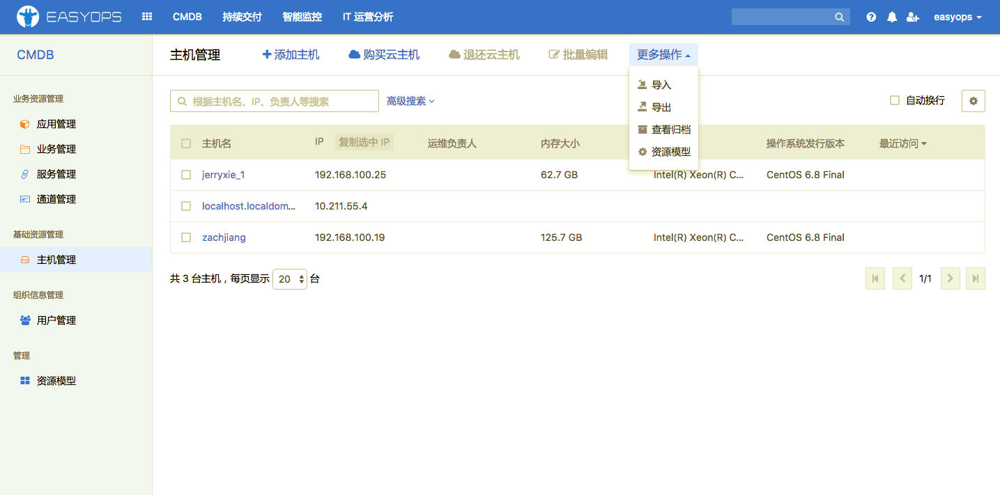 EASYOPS CMDB 持续交付 智能监控 IT 运营分析 easyops
CMDB
主机管理 添加主机 购买云主机 退还云主机 批量编辑 更多操作
导入
导出
查看归档
资源模型
业务资源管理
应用管理
业务管理
服务管理
通道管理
基础资源管理
主机管理
组织信息管理
用户管理
管理
资源模型
根据主机名、IP、负责人等搜索 高级搜索 自动换行
主机名 IP 复制选中 IP 运维负责人 内存大小 操作系统发行版本 最近访问
jerryxie_1 192.168.100.25 62.7 GB Intel(R) Xeon(R) C... CentOS 6.8 Final
localhost.localdom... 10.211.55.4
zachjiang 192.168.100.19 125.7 GB Intel(R) Xeon(R) C... CentOS 6.8 Final
共 3 台主机，每页显示 20 台 1/1